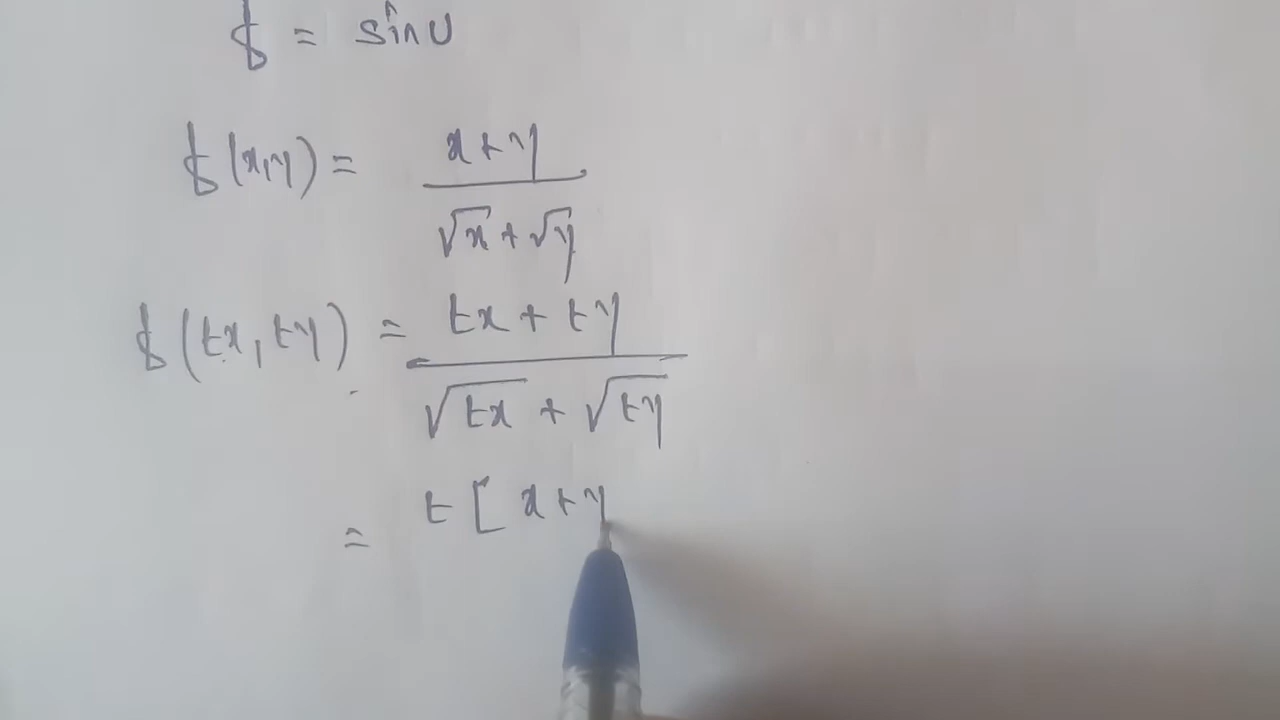 f = sin u
f(x,y) = x+y / √x + √y
f(tx, ty) = tx + ty / √tx + √ty
= t [ x+y